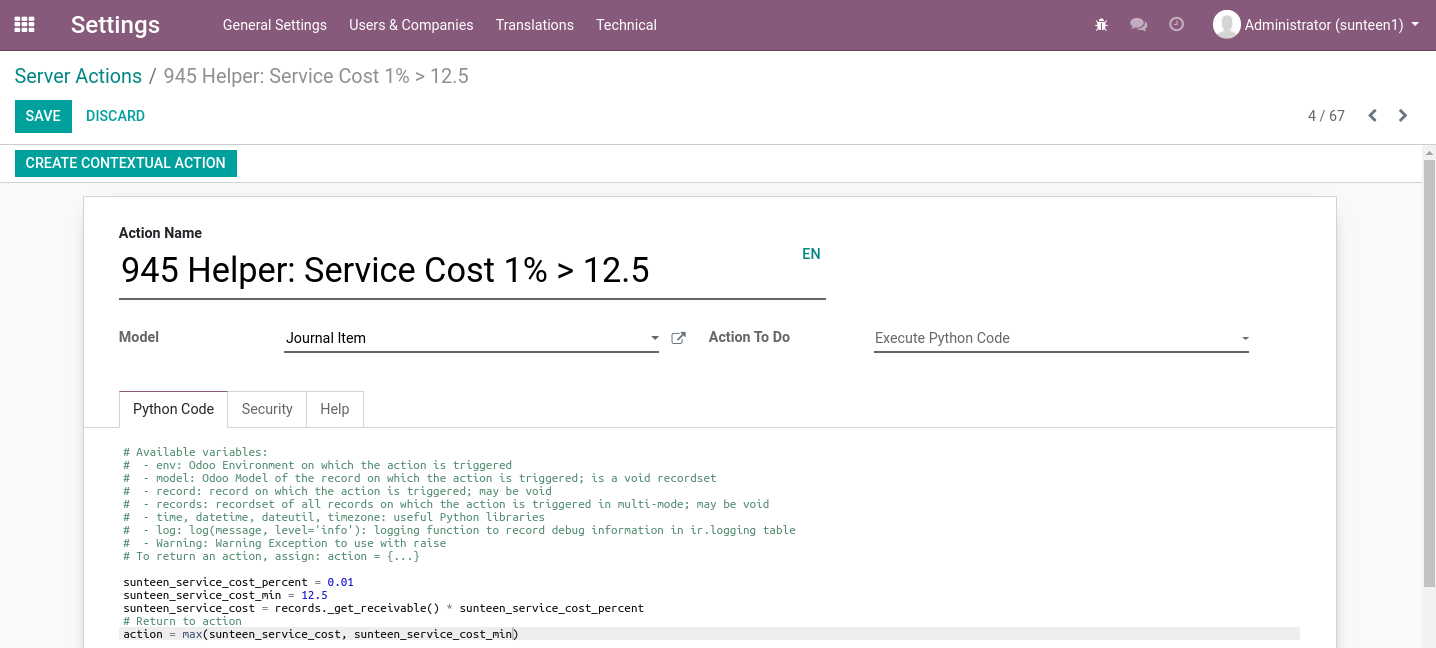 Settings
General Settings
Users & Companies
Translations
Technical
Administrator (sunteen1)
Server Actions / 945 Helper: Service Cost 1% > 12.5
SAVE
DISCARD
4 / 67
CREATE CONTEXTUAL ACTION
Action Name
945 Helper: Service Cost 1% > 12.5
EN
Model
Journal Item
Action To Do
Execute Python Code
Python Code
Security
Help
# Available variables:
#  - env: Odoo Environment on which the action is triggered
#  - model: Odoo Model of the record on which the action is triggered; is a void recordset
#  - record: record on which the action is triggered; may be void
#  - records: recordset of all records on which the action is triggered in multi-mode; may be void
#  - time, datetime, dateutil, timezone: useful Python libraries
#  - log: log(message, level='info'): logging function to record debug information in ir.logging table
#  - Warning: Warning Exception to use with raise
# To return an action, assign: action = {...}
sunteen_service_cost_percent = 0.01
sunteen_service_cost_min = 12.5
sunteen_service_cost = records._get_receivable() * sunteen_service_cost_percent
# Return to action
action = max(sunteen_service_cost, sunteen_service_cost_min)